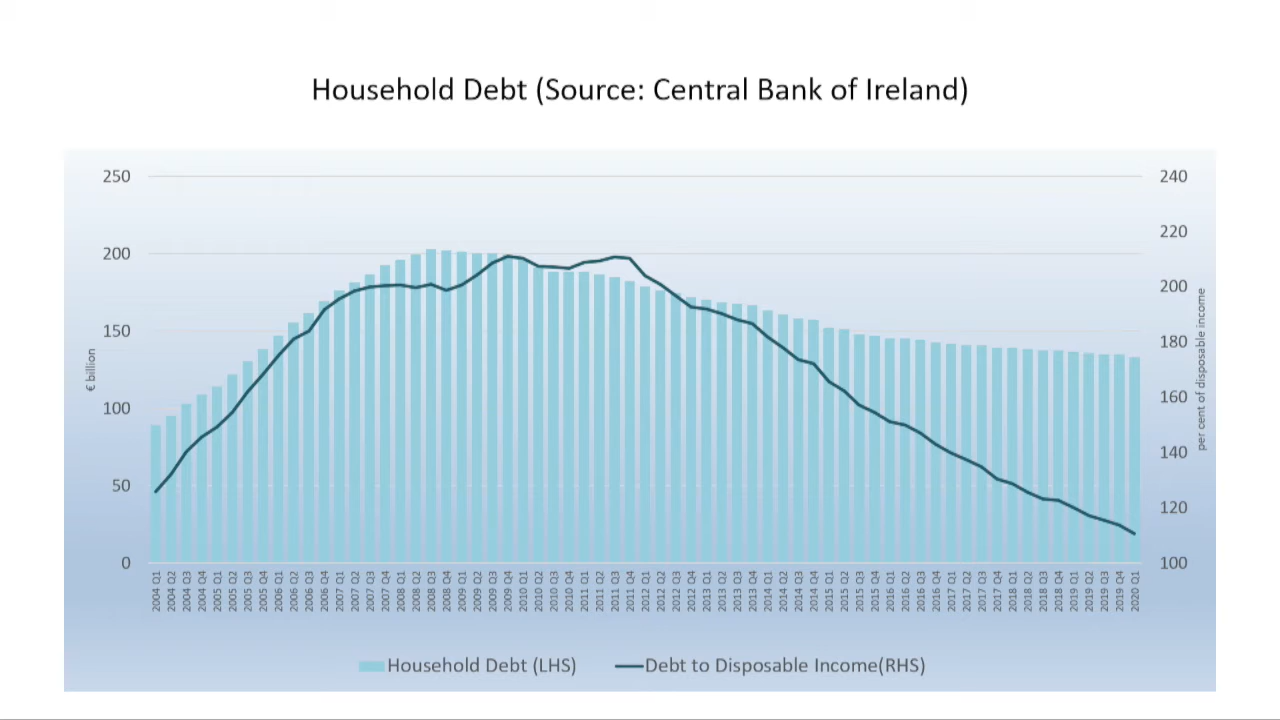 Household Debt (Source: Central Bank of Ireland)
250
200
150
100
50
0
€ billion
240
220
200
180
160
140
120
100
per cent of disposable income
2004 Q1
2004 Q2
2004 Q3
2004 Q4
2005 Q1
2005 Q2
2005 Q3
2005 Q4
2006 Q1
2006 Q2
2006 Q3
2006 Q4
2007 Q1
2007 Q2
2007 Q3
2007 Q4
2008 Q1
2008 Q2
2008 Q3
2008 Q4
2009 Q1
2009 Q2
2009 Q3
2009 Q4
2010 Q1
2010 Q2
2010 Q3
2010 Q4
2011 Q1
2011 Q2
2011 Q3
2011 Q4
2012 Q1
2012 Q2
2012 Q3
2012 Q4
2013 Q1
2013 Q2
2013 Q3
2013 Q4
2014 Q1
2014 Q2
2014 Q3
2014 Q4
2015 Q1
2015 Q2
2015 Q3
2015 Q4
2016 Q1
2016 Q2
2016 Q3
2016 Q4
2017 Q1
2017 Q2
2017 Q3
2017 Q4
2018 Q1
2018 Q2
2018 Q3
2018 Q4
2019 Q1
2019 Q2
2019 Q3
2019 Q4
2020 Q1
Household Debt (LHS)
Debt to Disposable Income(RHS)